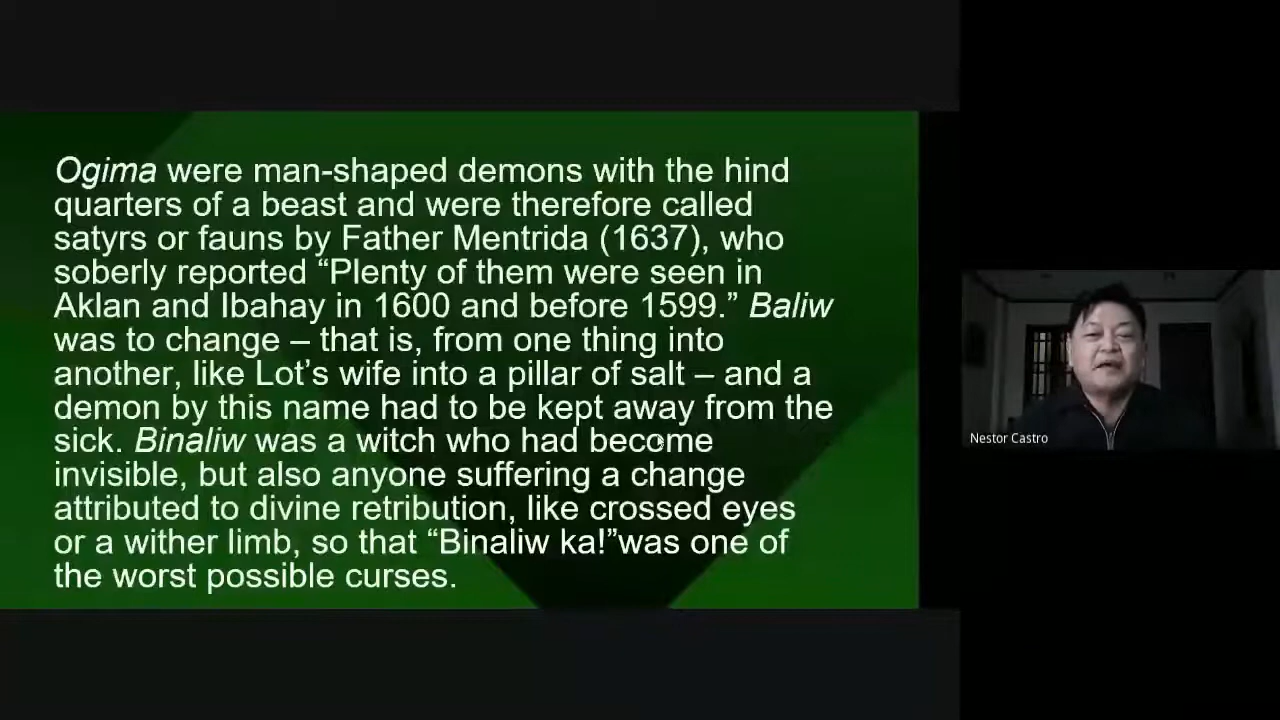 Ogima were man-shaped demons with the hind
quarters of a beast and were therefore called
satyrs or fauns by Father Mentrida (1637), who
soberly reported “Plenty of them were seen in
Aklan and Ibahay in 1600 and before 1599.” Baliw
was to change – that is, from one thing into
another, like Lot’s wife into a pillar of salt – and a
demon by this name had to be kept away from the
sick. Binaliw was a witch who had become
invisible, but also anyone suffering a change
attributed to divine retribution, like crossed eyes
or a wither limb, so that “Binaliw ka!”was one of
the worst possible curses.
Nestor Castro